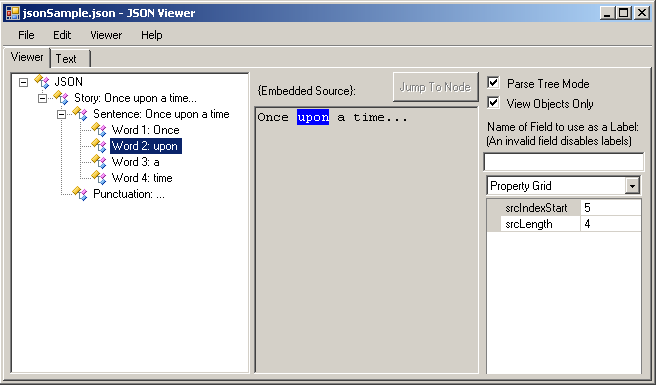 jsonSample.json - JSON Viewer
File Edit Viewer Help
Viewer Text
JSON
Story: Once upon a time...
Sentence: Once upon a time
Word 1: Once
Word 2: upon
Word 3: a
Word 4: time
Punctuation: ...
{Embedded Source}:
Jump To Node
Once upon a time...
Parse Tree Mode
View Objects Only
Name of Field to use as a Label:
(An invalid field disables labels)
Property Grid
srcIndexStart 5
srcLength 4